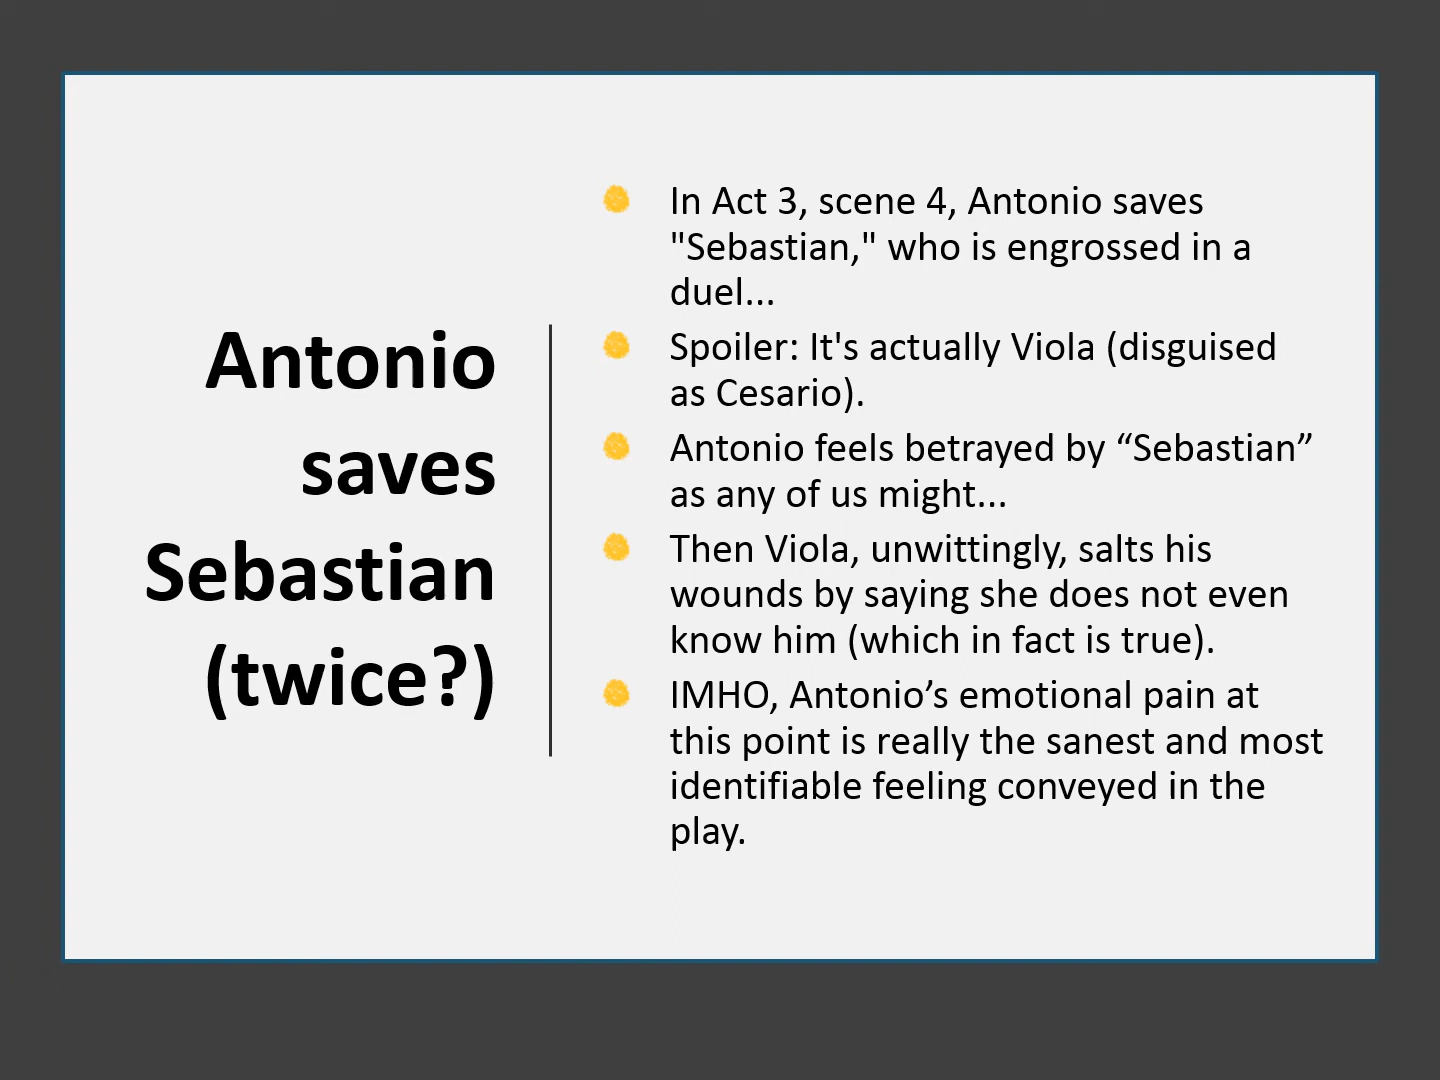 Antonio
saves
Sebastian
(twice?)
In Act 3, scene 4, Antonio saves
"Sebastian," who is engrossed in a
duel...
Spoiler: It's actually Viola (disguised
as Cesario).
Antonio feels betrayed by “Sebastian”
as any of us might...
Then Viola, unwittingly, salts his
wounds by saying she does not even
know him (which in fact is true).
IMHO, Antonio’s emotional pain at
this point is really the sanest and most
identifiable feeling conveyed in the
play.